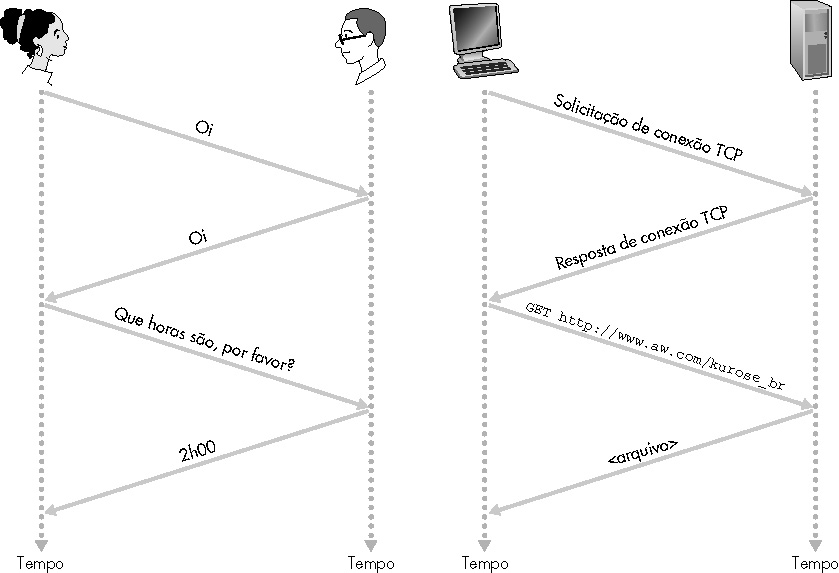 Oi
Oi
Que horas são, por favor?
2h00
Tempo
Tempo
Solicitação de conexão TCP
Resposta de conexão TCP
GET http://www.aw.com/kurose_br
<arquivo>
Tempo
Tempo